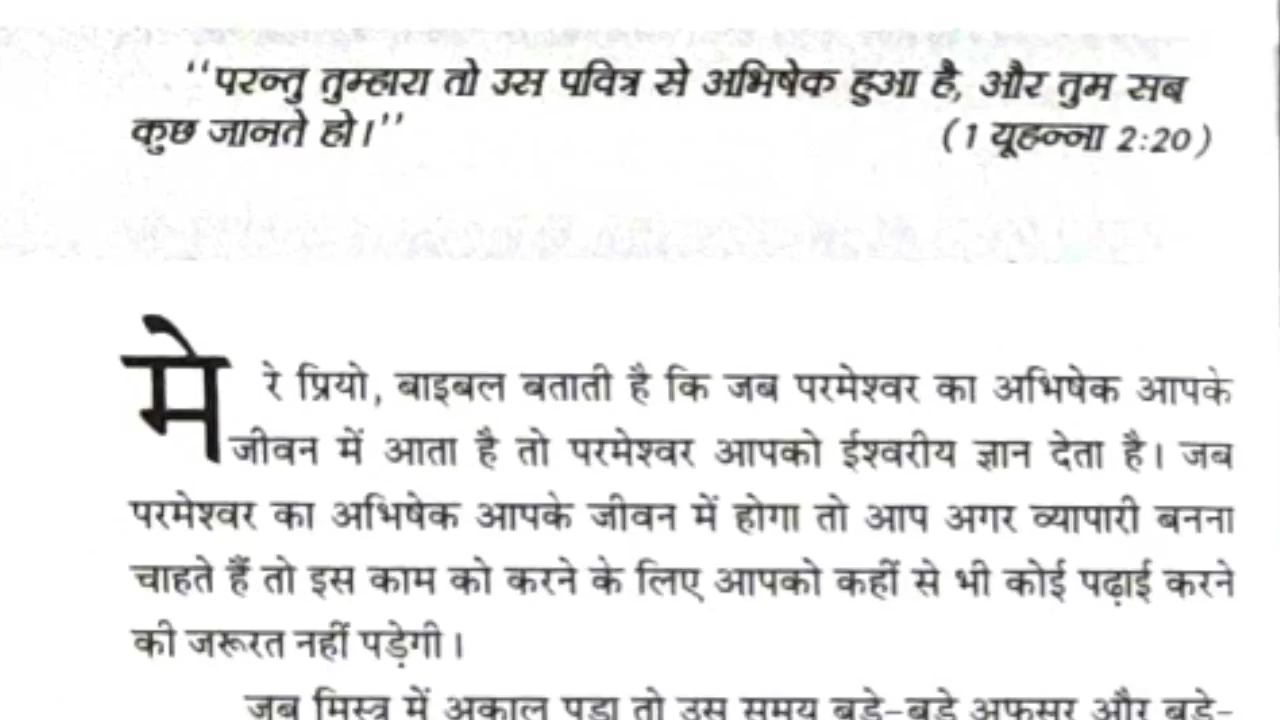 "परन्तु तुम्हारा तो उस पवित्र से अभिषेक हुआ है, और तुम सब
कुछ जानते हो।" (1 यूहन्ना 2:20)
मेरे प्रियो, बाइबल बताती है कि जब परमेश्वर का अभिषेक आपके
जीवन में आता है तो परमेश्वर आपको ईश्वरीय ज्ञान देता है। जब
परमेश्वर का अभिषेक आपके जीवन में होगा तो आप अगर व्यापारी बनना
चाहते हैं तो इस काम को करने के लिए आपको कहीं से भी कोई पढ़ाई करने
की जरूरत नहीं पड़ेगी।
जब मिस्त्र में अकाल पड़ा तो उस समय बड़े-बड़े अफसर और बड़े-